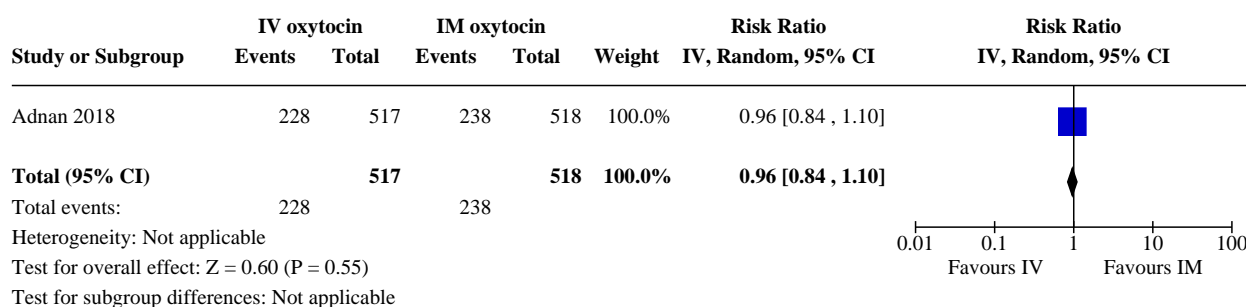 IV oxytocin IM oxytocin Risk Ratio Risk Ratio
Study or Subgroup Events Total Events Total Weight IV, Random, 95% CI IV, Random, 95% CI
Adnan 2018 228 517 238 518 100.0% 0.96 [0.84 , 1.10]
Total (95% CI) 517 518 100.0% 0.96 [0.84 , 1.10]
Total events: 228 238
Heterogeneity: Not applicable
0.01 0.1 1 10 100
Test for overall effect: Z = 0.60 (P = 0.55)
Favours IV Favours IM
Test for subgroup differences: Not applicable